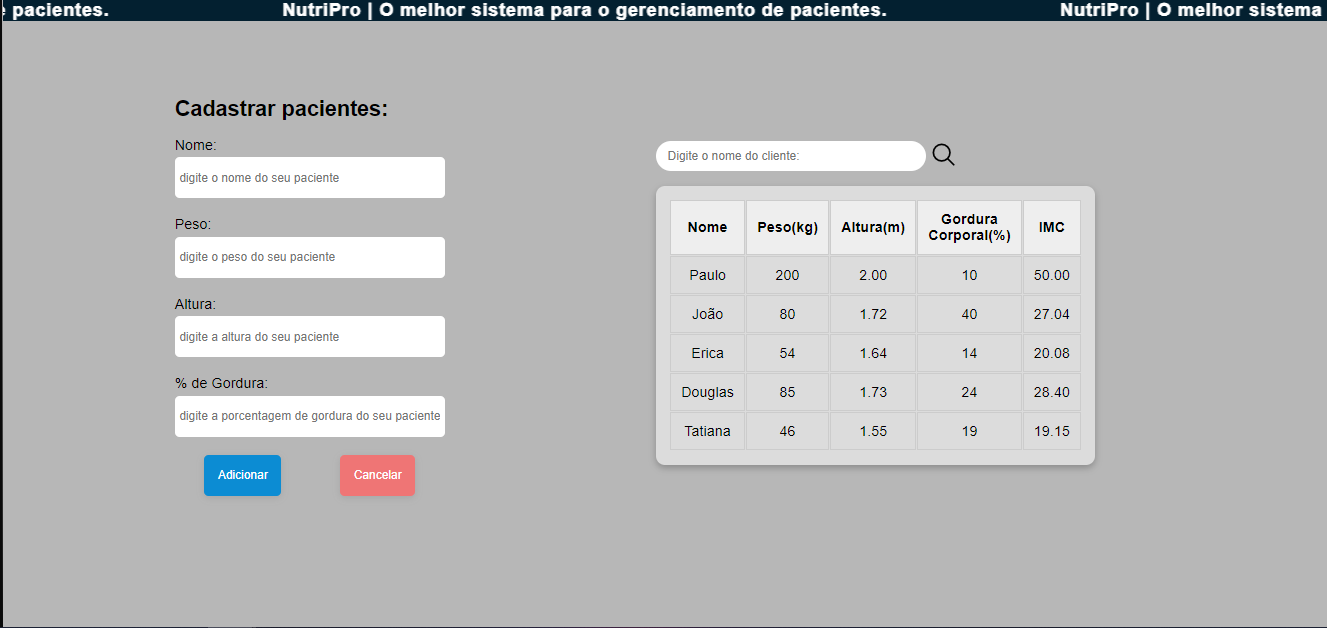 pacientes. NutriPro | O melhor sistema para o gerenciamento de pacientes. NutriPro | O melhor sistema
Cadastrar pacientes:
Nome:
digite o nome do seu paciente
Peso:
digite o peso do seu paciente
Altura:
digite a altura do seu paciente
% de Gordura:
digite a porcentagem de gordura do seu paciente
Adicionar Cancelar
Digite o nome do cliente:
Nome Peso(kg) Altura(m) Gordura Corporal(%) IMC
Paulo 200 2.00 10 50.00
João 80 1.72 40 27.04
Erica 54 1.64 14 20.08
Douglas 85 1.73 24 28.40
Tatiana 46 1.55 19 19.15